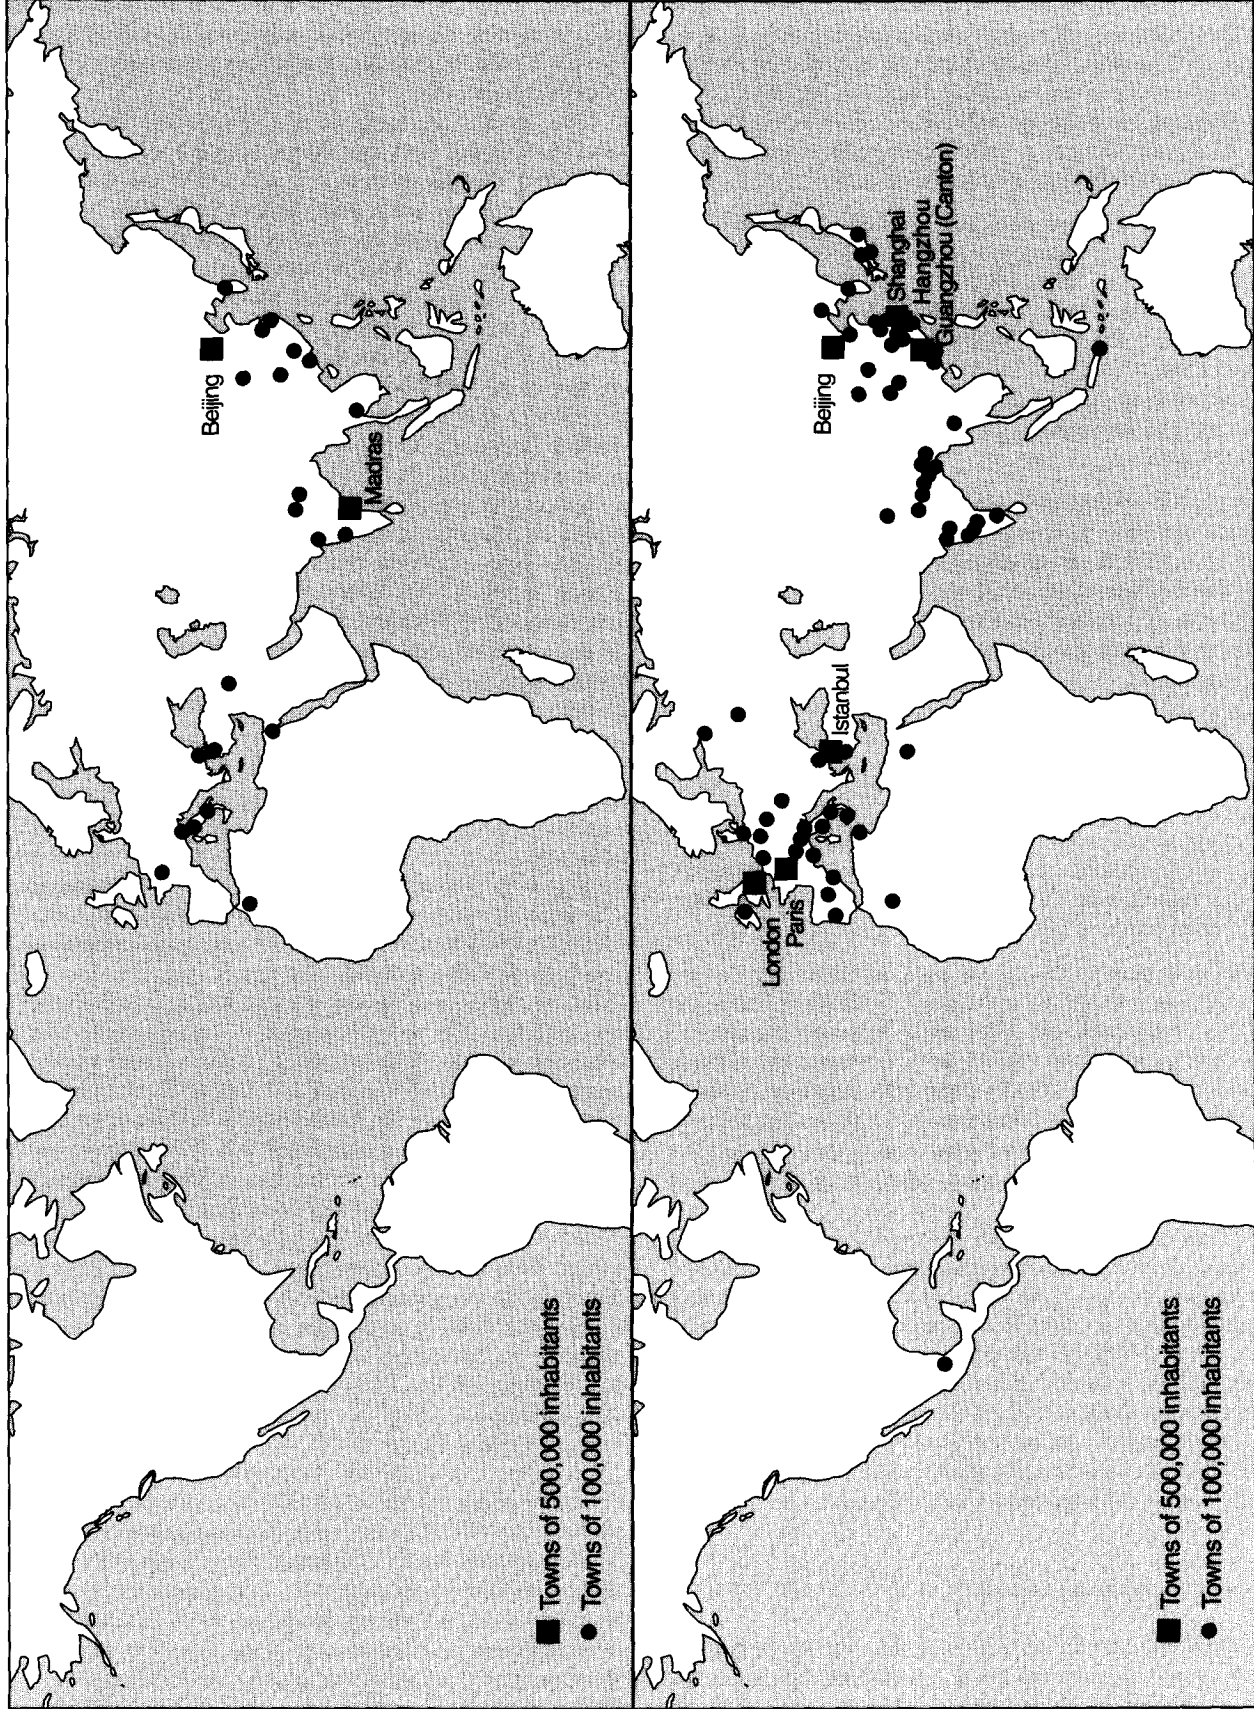 Beijing
Madras
■ Towns of 500,000 inhabitants
● Towns of 100,000 inhabitants
London
Paris
Istanbul
Beijing
Shanghai
Hangzhou
Guangzhou (Canton)
■ Towns of 500,000 inhabitants
● Towns of 100,000 inhabitants